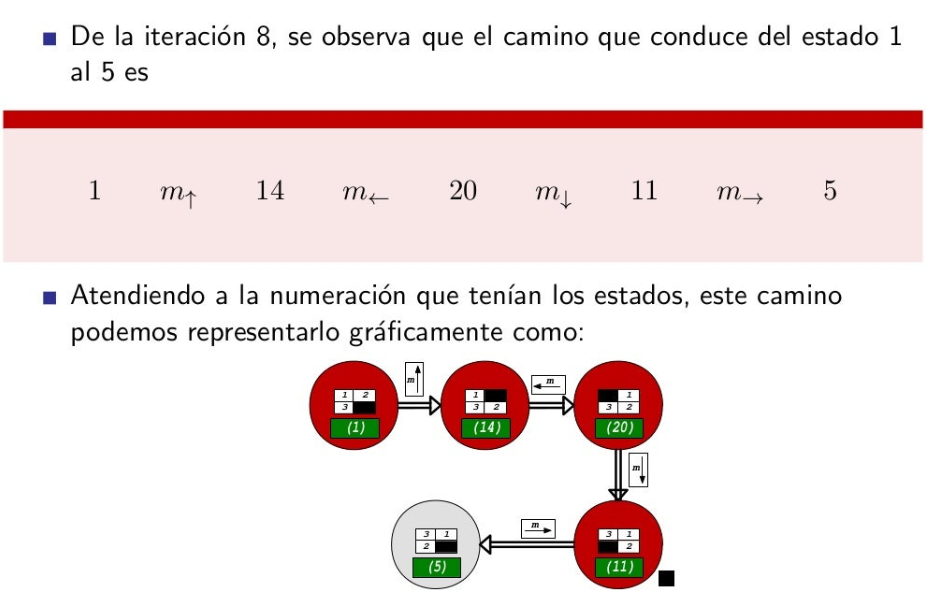 De la iteración 8, se observa que el camino que conduce del estado 1
al 5 es
1 m↑ 14 m← 20 m↓ 11 m→ 5
Atendiendo a la numeración que tenían los estados, este camino
podemos representarlo gráficamente como:
m↑ m←
1 2 1 1
3 3 2 3 2
(1) (14) (20)
m↓
m→
3 1 3 1
2 2
(5) (11)